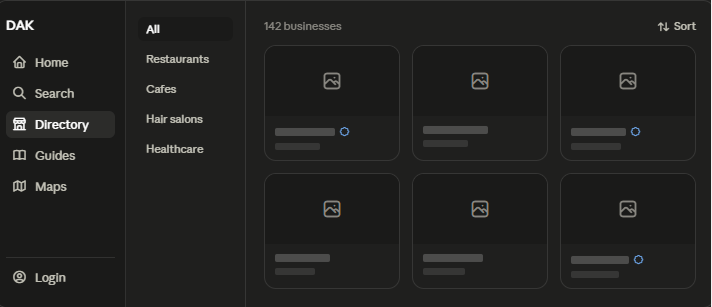 DAK
Home
Search
Directory
Guides
Maps
Login
All
Restaurants
Cafes
Hair salons
Healthcare
142 businesses
Sort